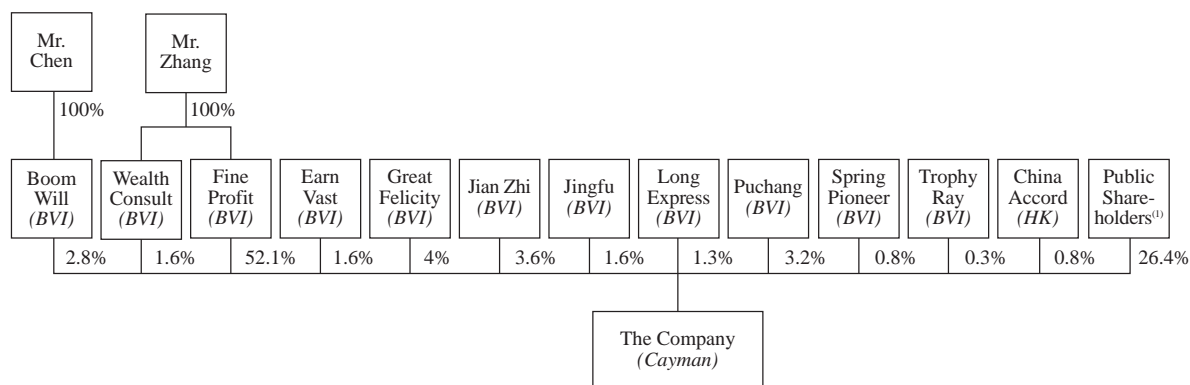 Mr.
Chen
Mr.
Zhang
100%
100%
Boom
Will
(BVI)
Wealth
Consult
(BVI)
Fine
Profit
(BVI)
Earn
Vast
(BVI)
Great
Felicity
(BVI)
Jian Zhi
(BVI)
Jingfu
(BVI)
Long
Express
(BVI)
Puchang
(BVI)
Spring
Pioneer
(BVI)
Trophy
Ray
(BVI)
China
Accord
(HK)
Public
Share-
holders(1)
2.8%
1.6%
52.1%
1.6%
4%
3.6%
1.6%
1.3%
3.2%
0.8%
0.3%
0.8%
26.4%
The Company
(Cayman)